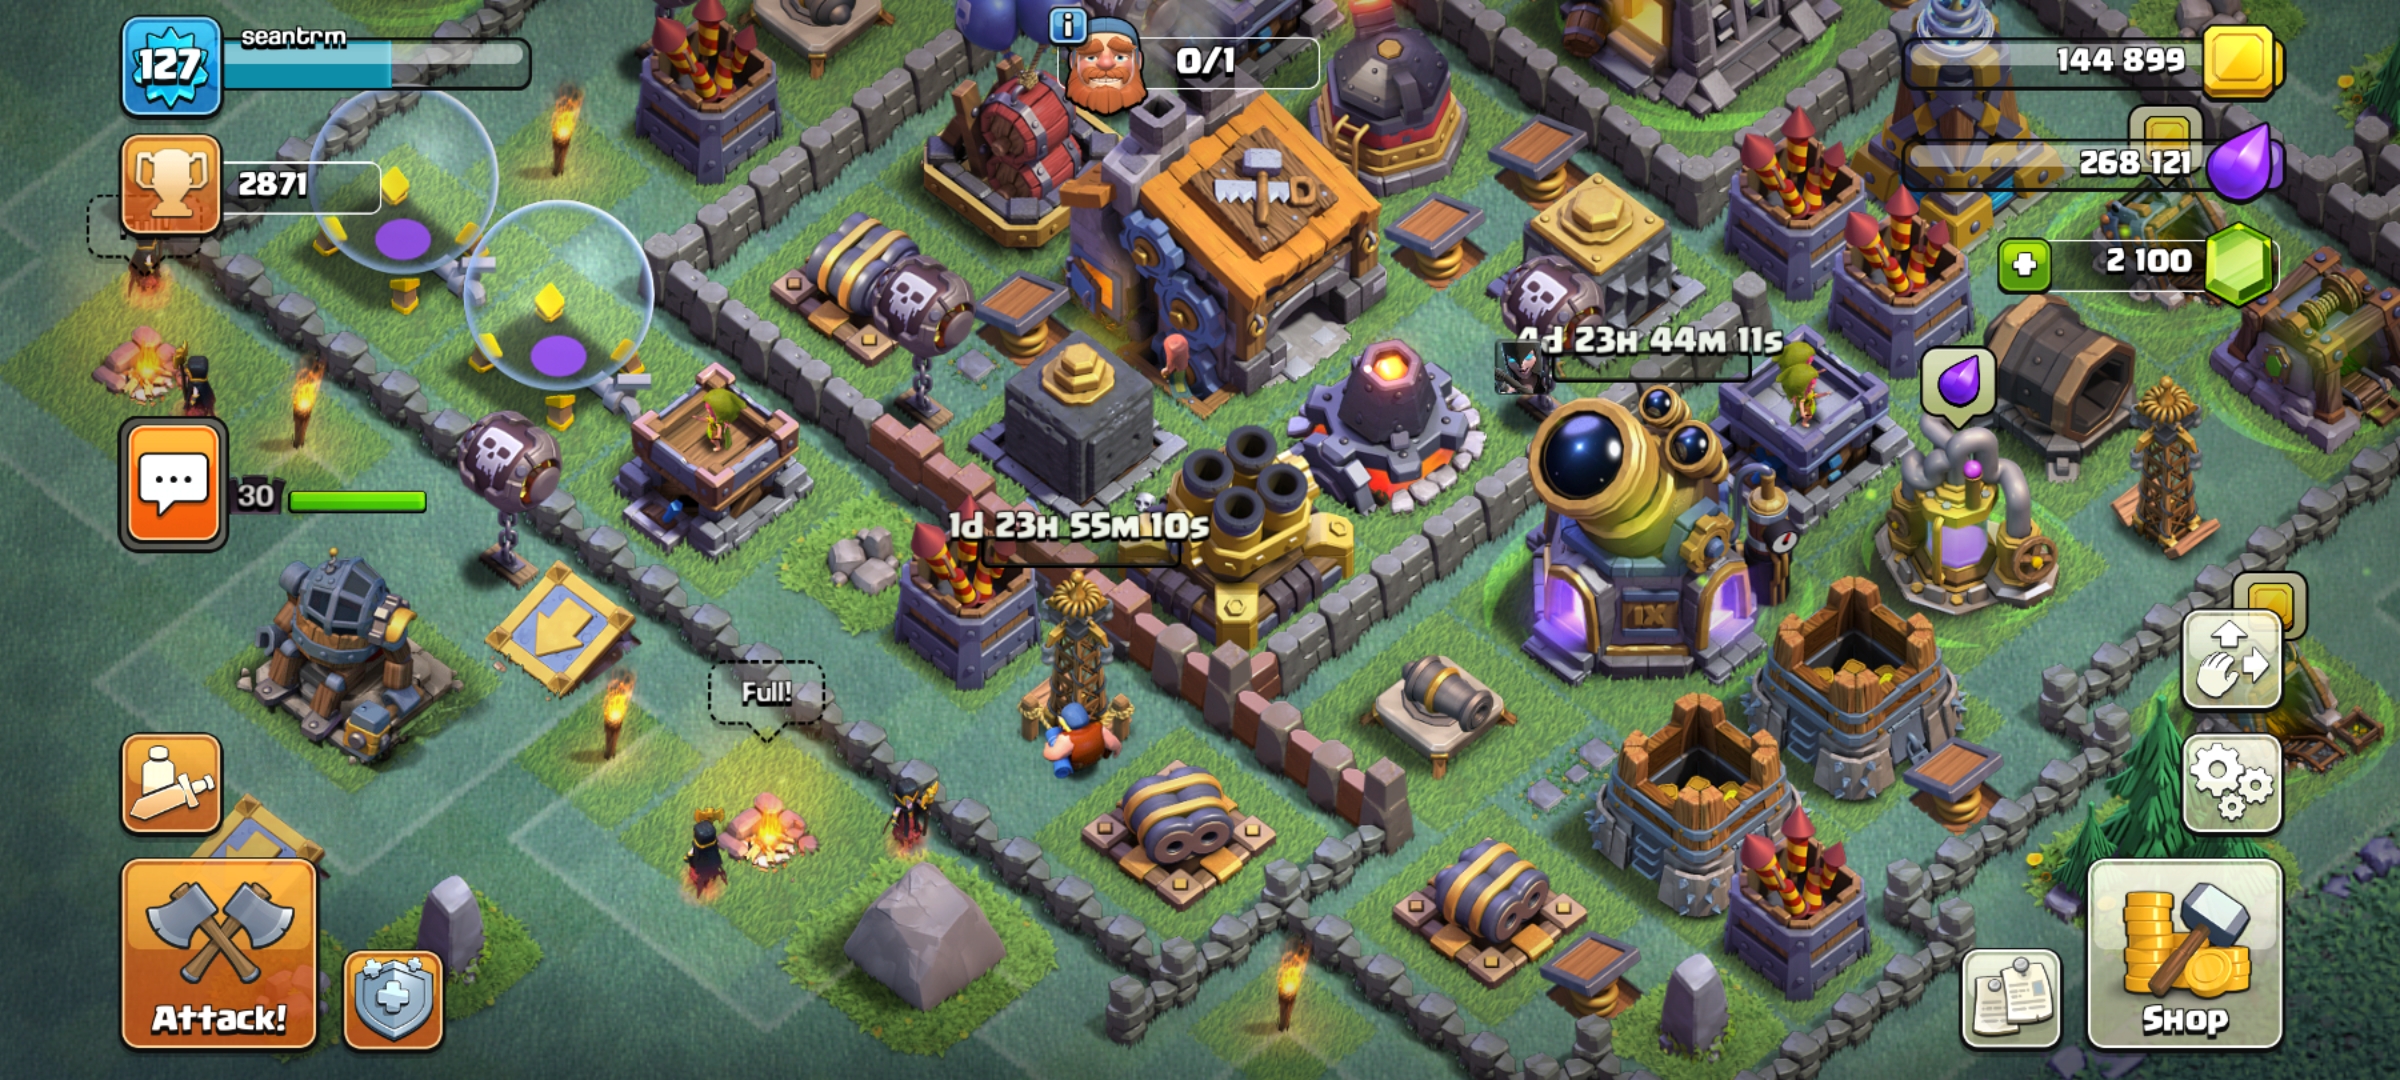 127
seantrm
i
0/1
144 899
2871
268 121
2 100
4d 23H 44M 11s
30
1d 23H 55M 10s
IX
Full!
Attack!
Shop